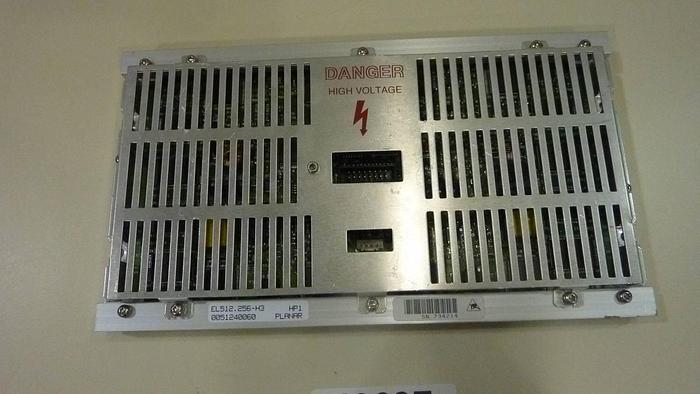 DANGER
HIGH VOLTAGE
EL512.256-H3 HP1
0051240060 PLANAR
SN 734214